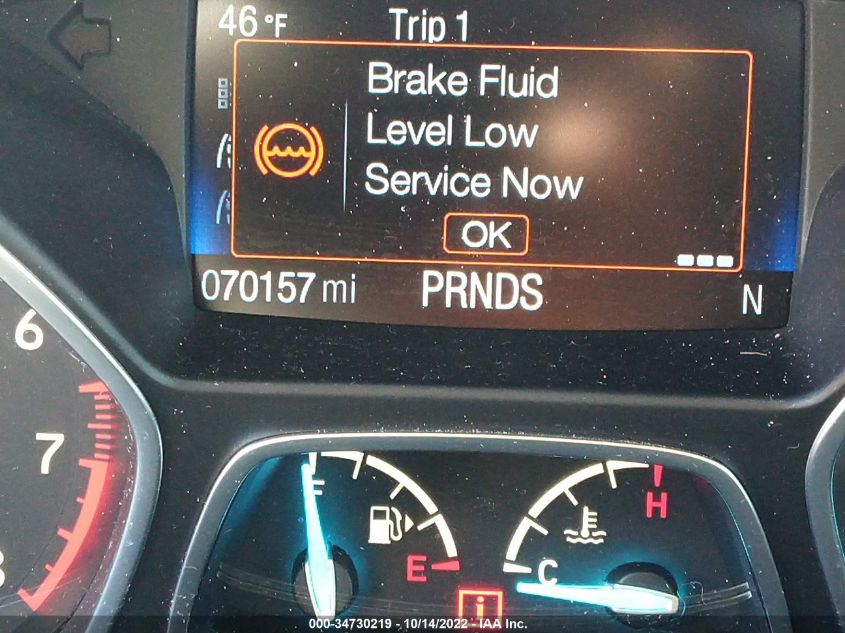 46 °F Trip 1
Brake Fluid
Level Low
Service Now
OK
070157 mi PRNDS N
6
7
8
F
E
H
C
i
000-34730219 - 10/14/2022 - IAA Inc.